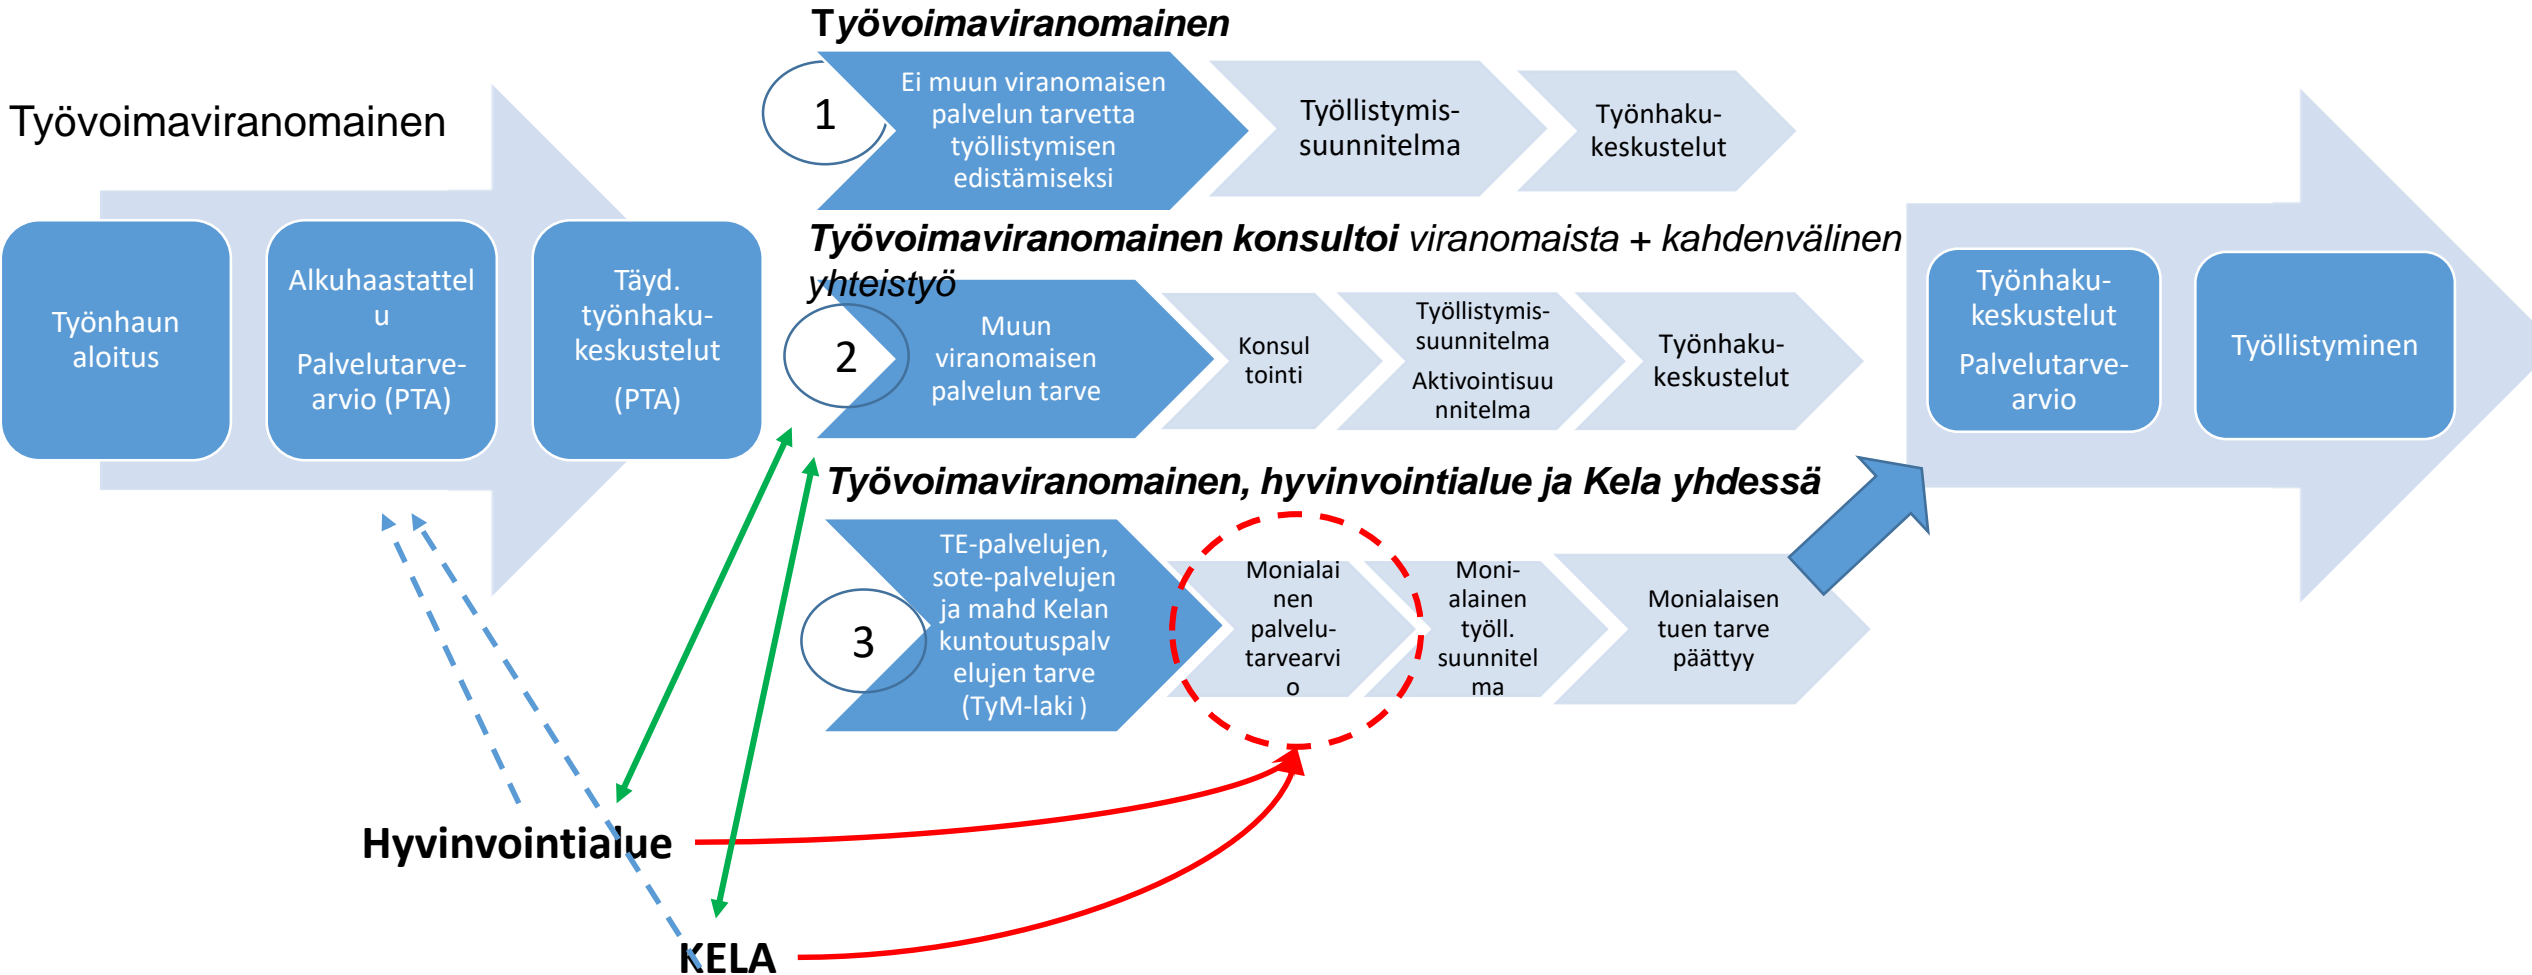 Työvoimaviranomainen
Työnhaun
aloitus
Alkuhaastattel
u
Palvelutarve-
arvio (PTA)
Täyd.
työnhaku-
keskustelut
(PTA)
Työvoimaviranomainen
1
Ei muun viranomaisen
palvelun tarvetta
työllistymisen
edistämiseksi
Työllistymis-
suunnitelma
Työnhaku-
keskustelut
Työvoimaviranomainen konsultoi viranomaista + kahdenvälinen
yhteistyö
2
Muun
viranomaisen
palvelun tarve
Konsul
tointi
Työllistymis-
suunnitelma
Aktivointisuu
nnitelma
Työnhaku-
keskustelut
Työvoimaviranomainen, hyvinvointialue ja Kela yhdessä
3
TE-palvelujen,
sote-palvelujen
ja mahd Kelan
kuntoutuspalv
elujen tarve
(TyM-laki )
Monialai
nen
palvelu-
tarvearvi
o
Moni-
alainen
työll.
suunnitel
ma
Monialaisen
tuen tarve
päättyy
Työnhaku-
keskustelut
Palvelutarve-
arvio
Työllistyminen
Hyvinvointialue
KELA